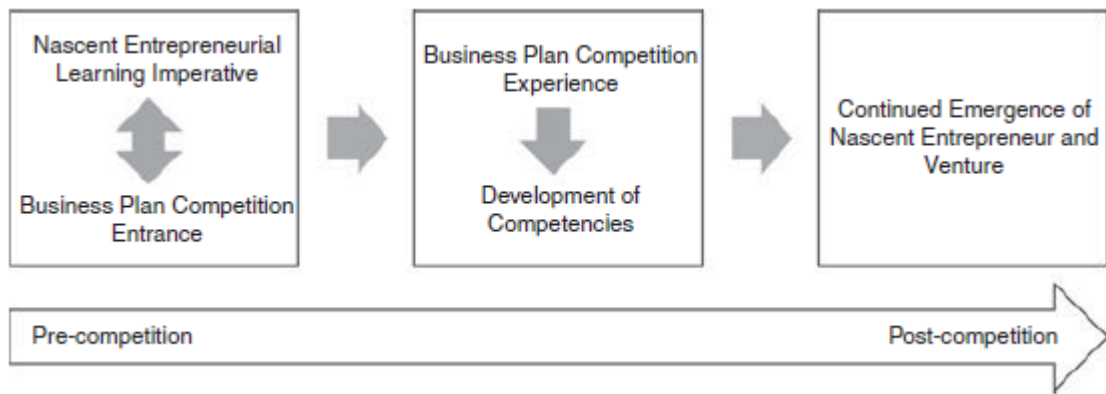 Nascent Entrepreneurial
Learning Imperative
Business Plan Competition
Entrance
Business Plan Competition
Experience
Development of
Competencies
Continued Emergence of
Nascent Entrepreneur and
Venture
Pre-competition
Post-competition